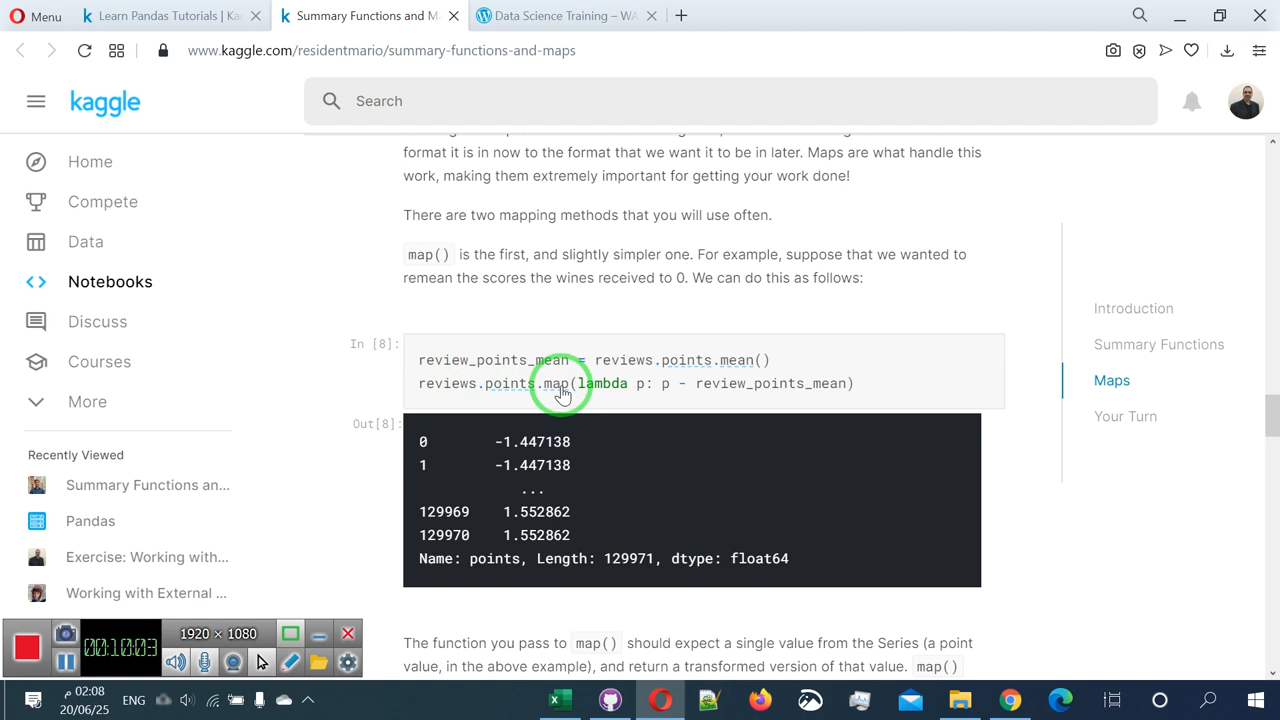 Menu
Learn Pandas Tutorials | Ka
Summary Functions and M
Data Science Training – WA
www.kaggle.com/residentmario/summary-functions-and-maps
kaggle
Search
Home
Compete
Data
Notebooks
Discuss
Courses
More
Recently Viewed
Summary Functions an...
Pandas
Exercise: Working with...
Working with External ...
format it is in now to the format that we want it to be in later. Maps are what handle this
work, making them extremely important for getting your work done!
There are two mapping methods that you will use often.
map() is the first, and slightly simpler one. For example, suppose that we wanted to
remean the scores the wines received to 0. We can do this as follows:
In [8]:
review_points_mean = reviews.points.mean()
reviews.points.map(lambda p: p - review_points_mean)
Out[8]:
0 -1.447138
1 -1.447138
...
129969 1.552862
129970 1.552862
Name: points, Length: 129971, dtype: float64
The function you pass to map() should expect a single value from the Series (a point
value, in the above example), and return a transformed version of that value. map()
Introduction
Summary Functions
Maps
Your Turn
00:10:03
1920 × 1080
ENG
02:08 م
20/06/25